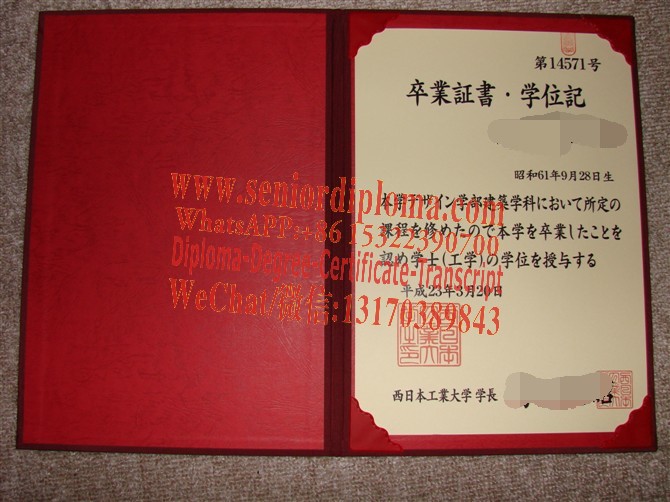 第14571号
卒業証書・学位記
昭和61年9月28日生
本学デザイン学部建築学科において所定の
課程を修めたので本学を卒業したことを
認め学士(工学)の学位を授与する
平成23年3月20日
西日本工業大学 学長
www.seniordiploma.com
WhatsAPP:+86 15322390700
Diploma-Degree-Certificate-Transcript
WeChat/微信:13170389843